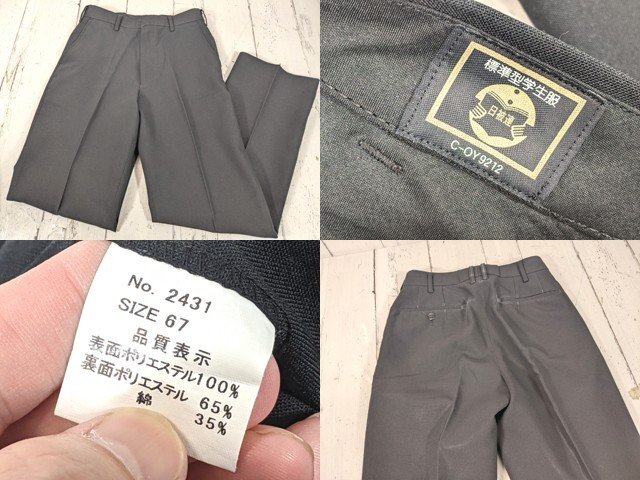 標準型学生服
日被連
C-OY9212
No. 2431
SIZE 67
品質表示
表面ポリエステル100%
裏面ポリエステル 65%
綿 35%